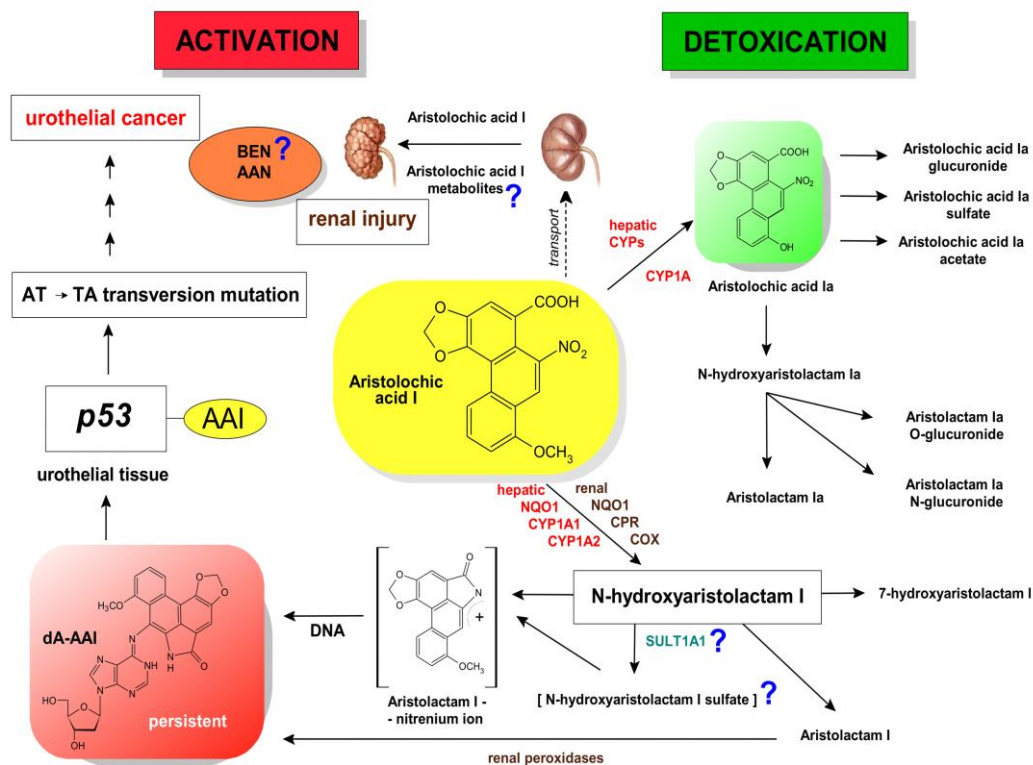 ACTIVATION
DETOXICATION
urothelial cancer
BEN ?
AAN
renal injury
Aristolochic acid I
Aristolochic acid I
metabolites ?
transport
hepatic
CYPs
CYP1A
COOH
NO2
OH
Aristolochic acid Ia
Aristolochic acid Ia
glucuronide
Aristolochic acid Ia
sulfate
Aristolochic acid Ia
acetate
AT → TA transversion mutation
O
O
COOH
NO2
OCH3
Aristolochic
acid I
N-hydroxyaristolactam Ia
Aristolactam Ia
O-glucuronide
Aristolactam Ia
N-glucuronide
Aristolactam Ia
p53
AAI
urothelial tissue
hepatic
NQO1
CYP1A1
CYP1A2
renal
NQO1
CPR
COX
N-hydroxyaristolactam I
7-hydroxyaristolactam I
SULT1A1 ?
[ N-hydroxyaristolactam I sulfate ] ?
Aristolactam I
O
O
O
N
+
OCH3
Aristolactam I -
- nitrenium ion
DNA
H3CO
O
O
dA-AAI
N
NH
N
H
O
N
N
N
HO
O
OH
persistent
renal peroxidases